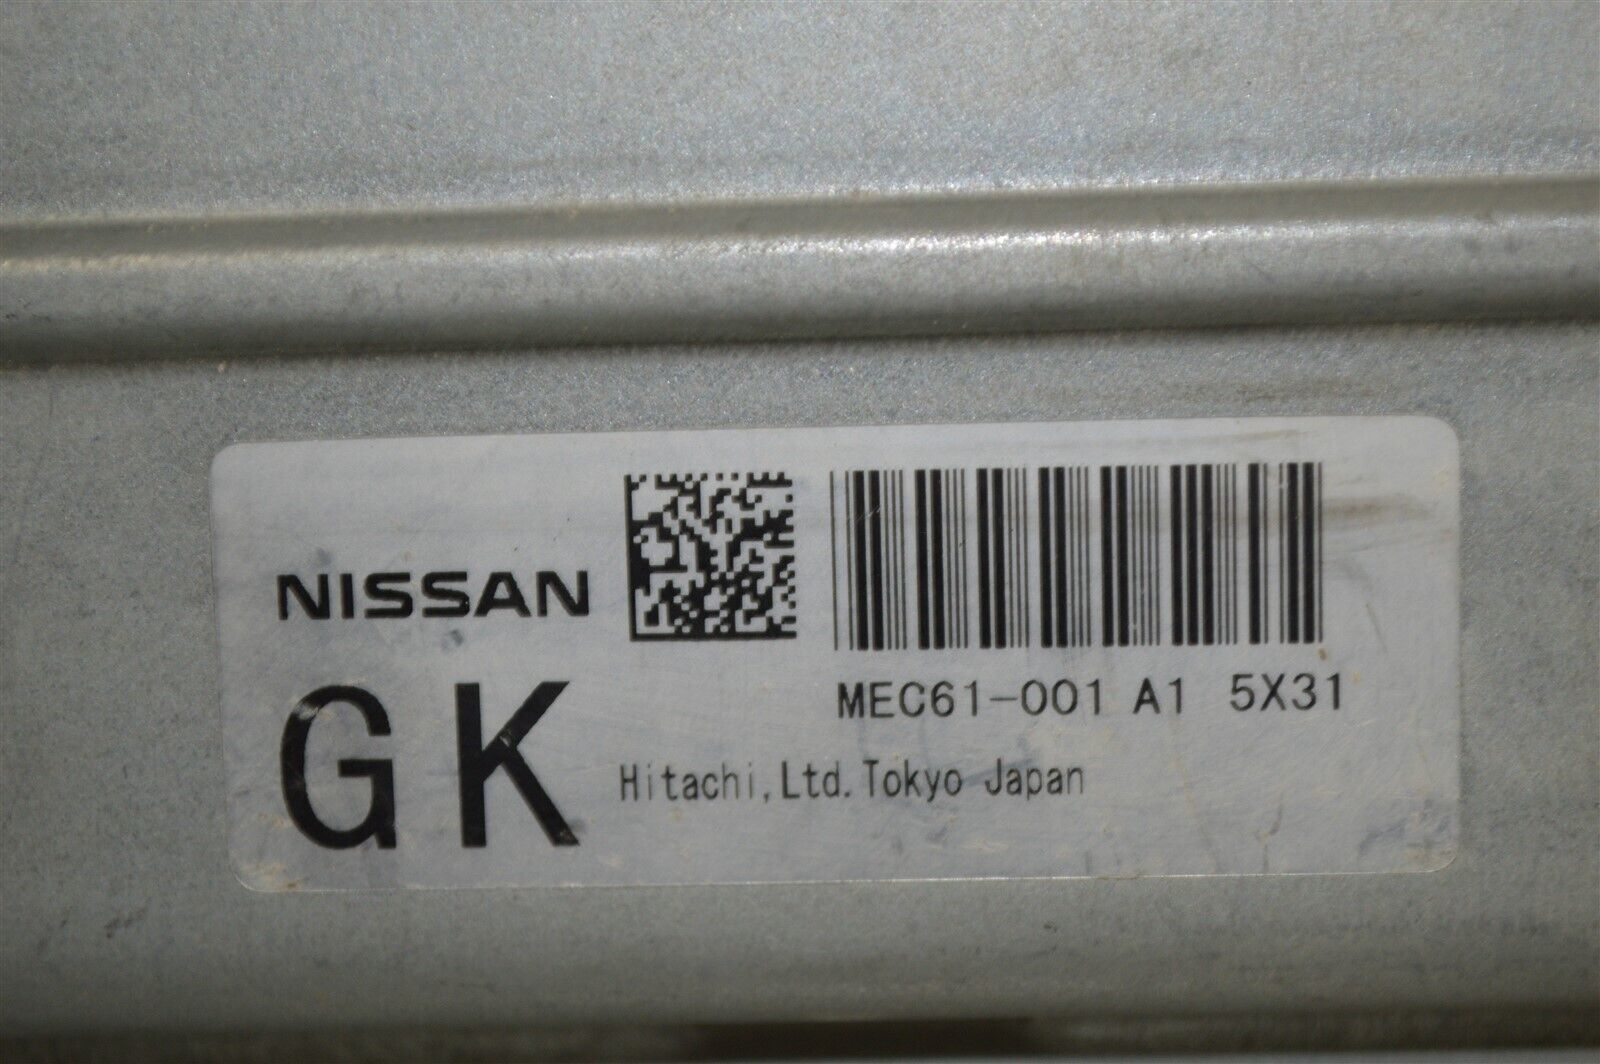 NISSAN
MEC61-001 A1 5X31
GK
Hitachi,Ltd.Tokyo Japan